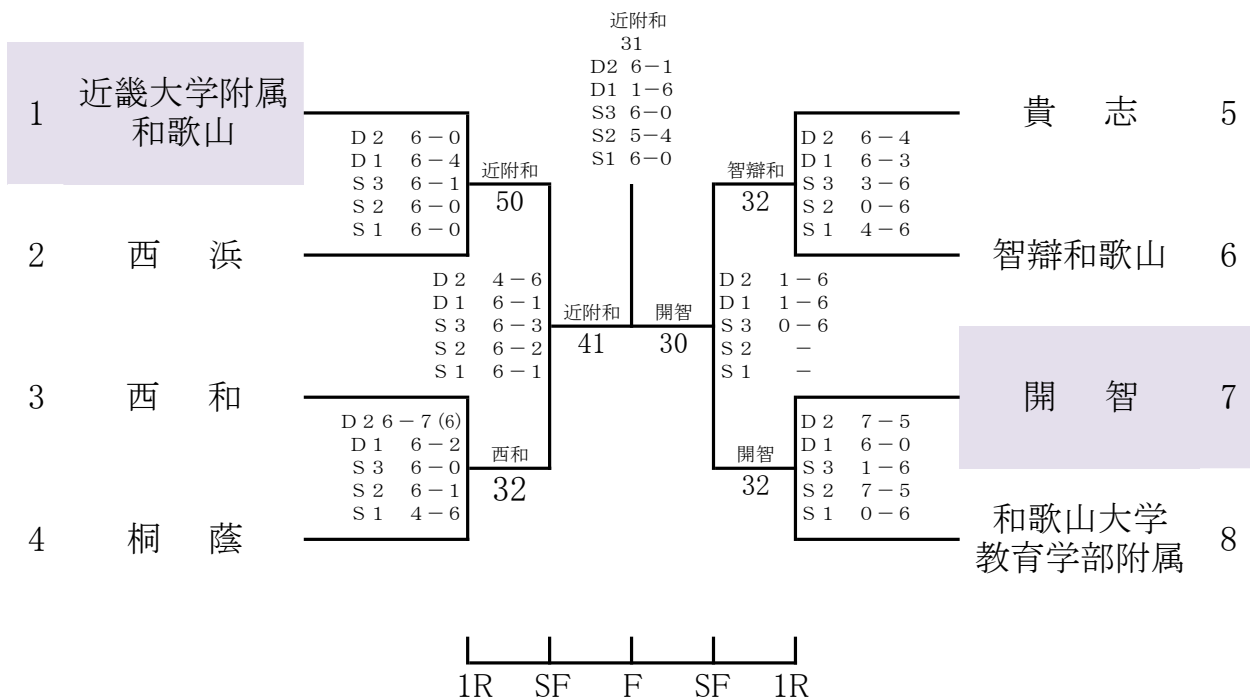 近附和
31
D2 6-1
D1 1-6
S3 6-0
S2 5-4
S1 6-0
1 近畿大学附属
和歌山
D2 6-0
D1 6-4
S3 6-1
S2 6-0
S1 6-0
近附和
50
2 西 浜
D2 4-6
D1 6-1
S3 6-3
S2 6-2
S1 6-1
近附和
41
3 西 和
D2 6-7(6)
D1 6-2
S3 6-0
S2 6-1
S1 4-6
西和
32
4 桐 蔭
貴 志 5
D2 6-4
D1 6-3
S3 3-6
S2 0-6
S1 4-6
智辯和
32
智辯和歌山 6
D2 1-6
D1 1-6
S3 0-6
S2 -
S1 -
開智
30
開 智 7
D2 7-5
D1 6-0
S3 1-6
S2 7-5
S1 0-6
開智
32
和歌山大学
教育学部附属 8
1R SF F SF 1R